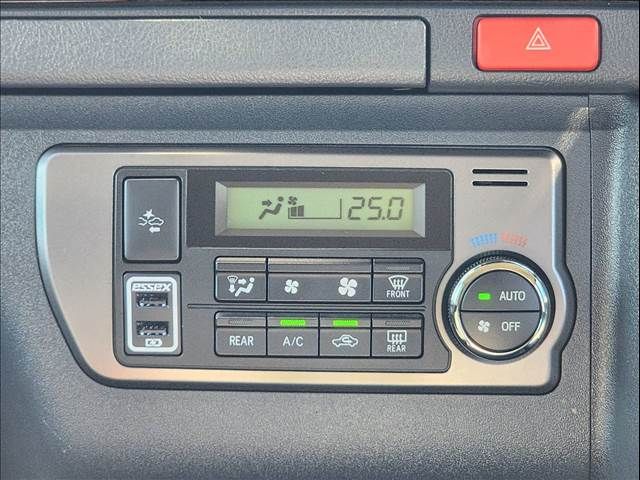 25.0
essex
FRONT
AUTO
REAR
A/C
REAR
OFF